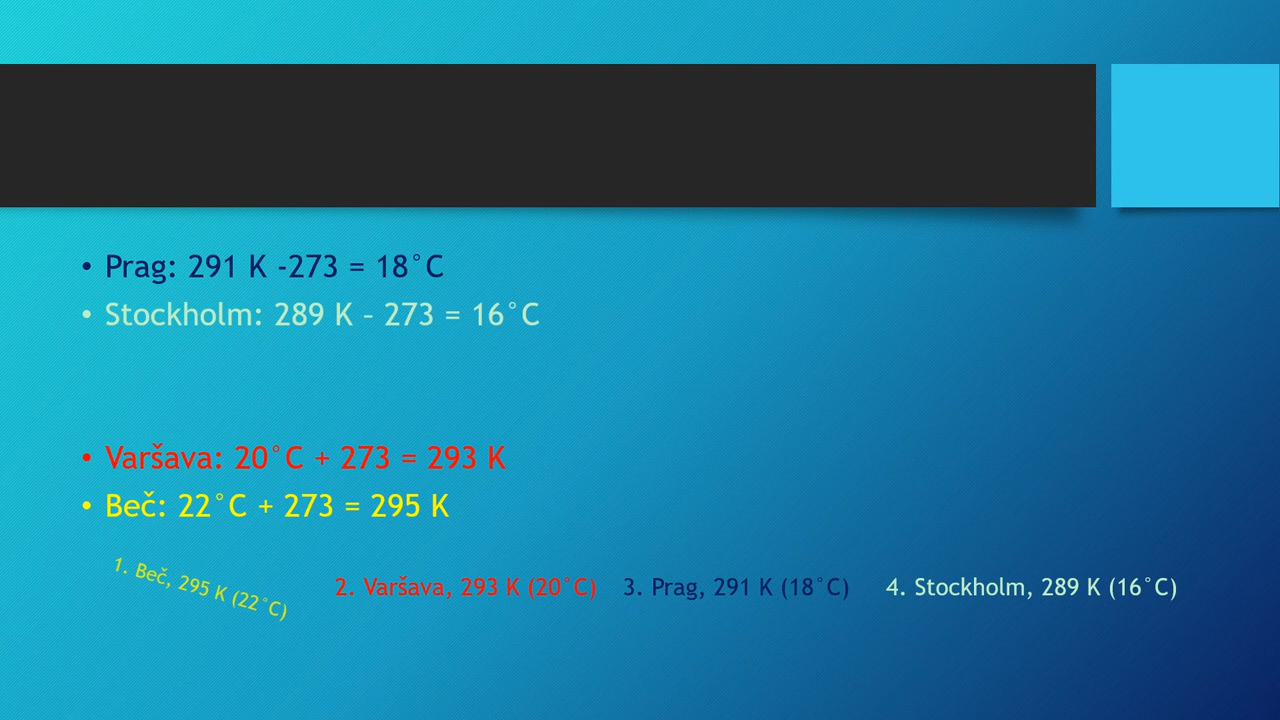 • Prag: 291 K -273 = 18°C
• Stockholm: 289 K – 273 = 16°C
• Varšava: 20°C + 273 = 293 K
• Beč: 22°C + 273 = 295 K
1. Beč, 295 K (22°C)
2. Varšava, 293 K (20°C)
3. Prag, 291 K (18°C)
4. Stockholm, 289 K (16°C)